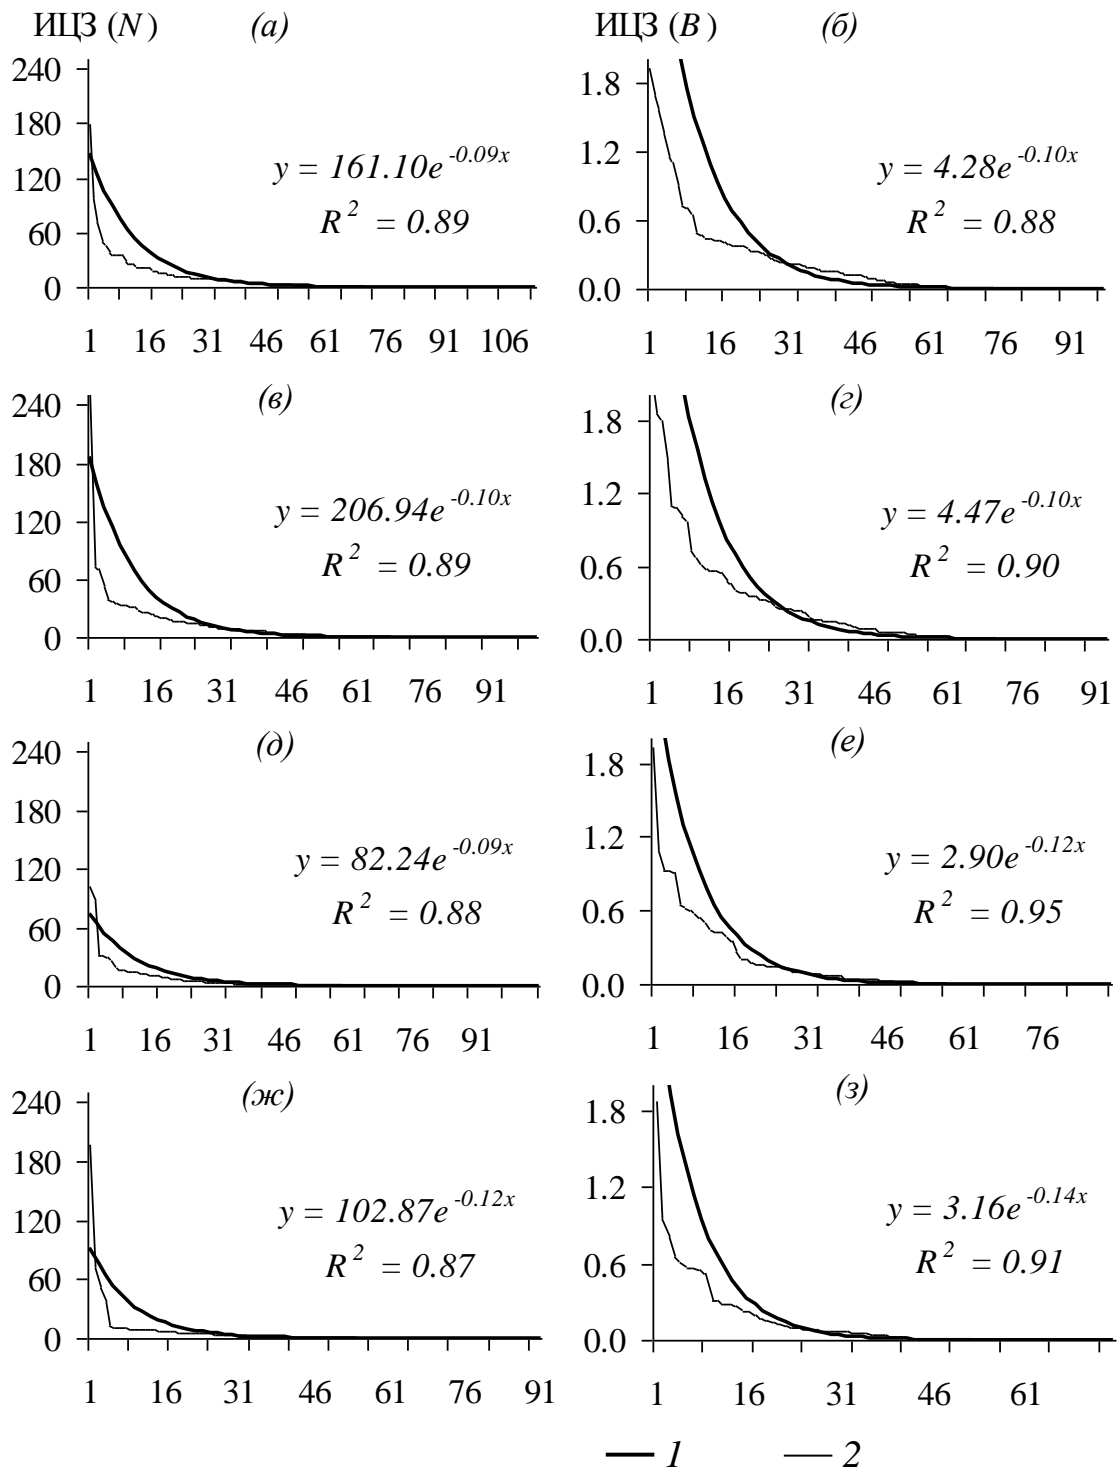 ИЦЗ (N) (а)
240
180
120
60
0
y = 161.10e^-0.09x
R² = 0.89
1 16 31 46 61 76 91 106
ИЦЗ (B) (б)
1.8
1.2
0.6
0.0
y = 4.28e^-0.10x
R² = 0.88
1 16 31 46 61 76 91
(в)
240
180
120
60
0
y = 206.94e^-0.10x
R² = 0.89
1 16 31 46 61 76 91
(г)
1.8
1.2
0.6
0.0
y = 4.47e^-0.10x
R² = 0.90
1 16 31 46 61 76 91
(д)
240
180
120
60
0
y = 82.24e^-0.09x
R² = 0.88
1 16 31 46 61 76 91
(е)
1.8
1.2
0.6
0.0
y = 2.90e^-0.12x
R² = 0.95
1 16 31 46 61 76
(ж)
240
180
120
60
0
y = 102.87e^-0.12x
R² = 0.87
1 16 31 46 61 76 91
(з)
1.8
1.2
0.6
0.0
y = 3.16e^-0.14x
R² = 0.91
1 16 31 46 61
1 2